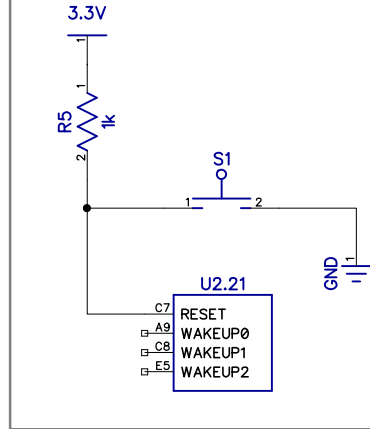 3.3V
1
1
R5
1k
2
S1
1
2
GND
1
U2.21
C7 RESET
A9 WAKEUP0
C8 WAKEUP1
E5 WAKEUP2